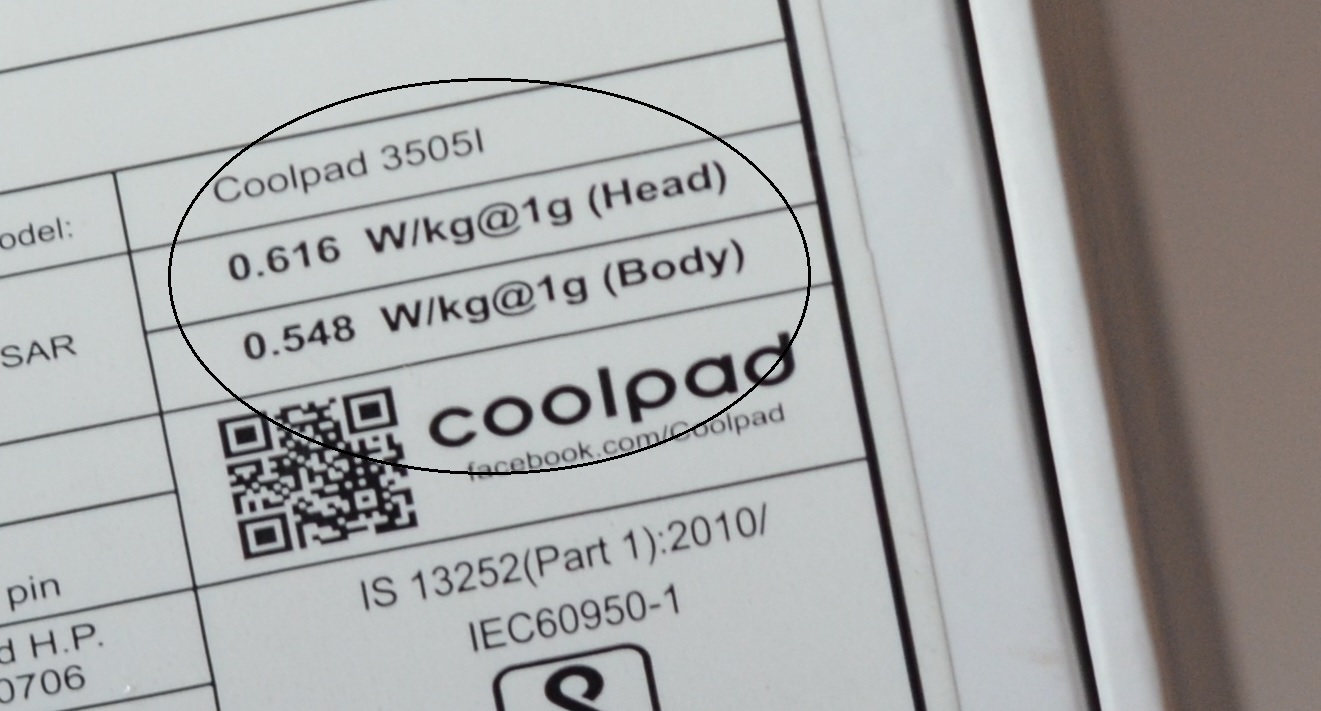 Coolpad 3505I
odel:
0.616 W/kg@1g (Head)
SAR
0.548 W/kg@1g (Body)
coolpad
facebook.com/Coolpad
pin
IS 13252(Part 1):2010/
IEC60950-1
d H.P.
0706